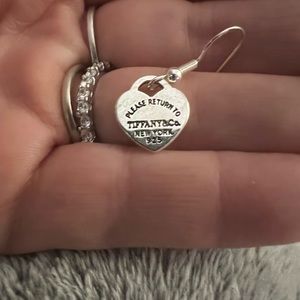 PLEASE RETURN TO
TIFFANY&Co.
NEW YORK
925